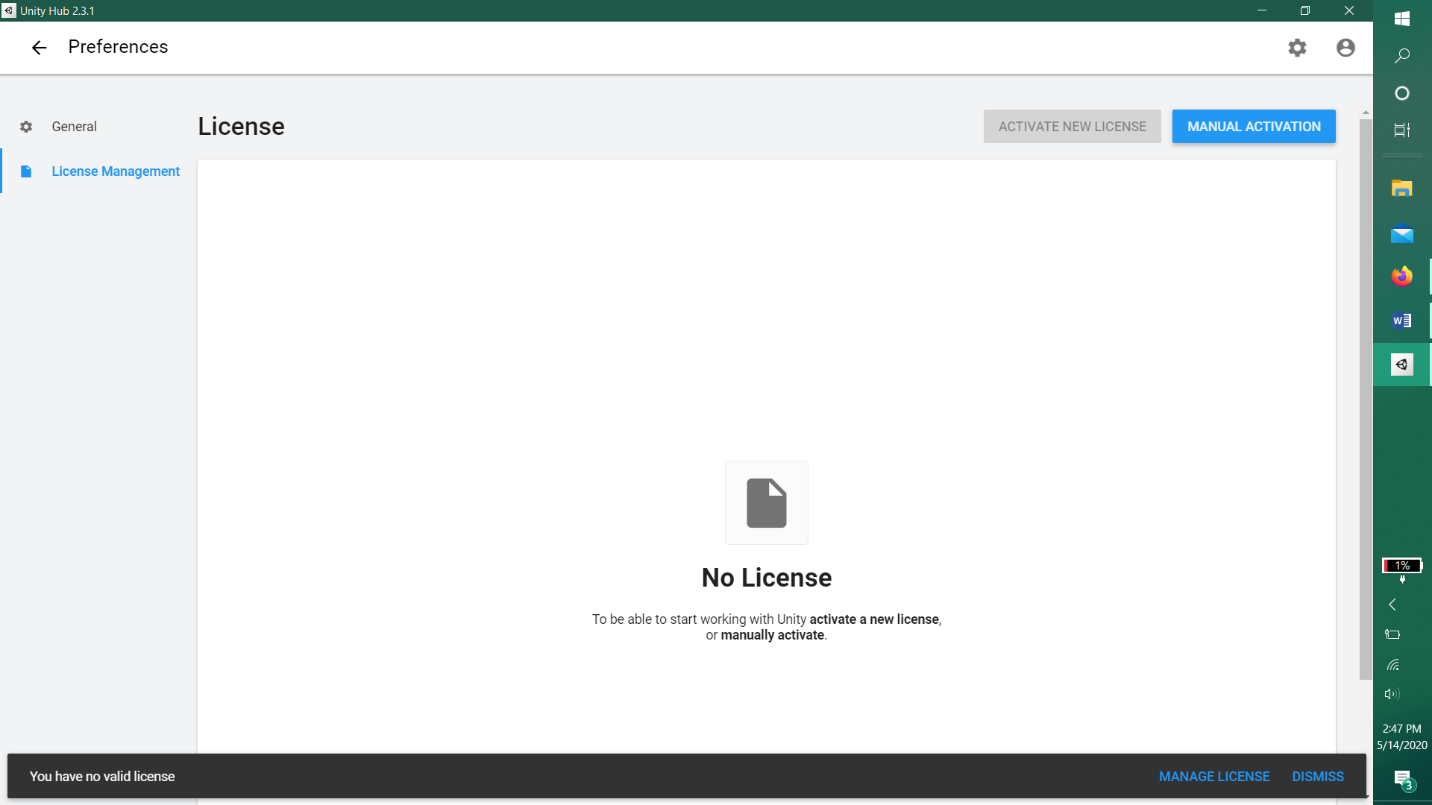 Unity Hub 2.3.1
Preferences
General
License Management
License
ACTIVATE NEW LICENSE
MANUAL ACTIVATION
No License
To be able to start working with Unity activate a new license,
or manually activate.
You have no valid license
MANAGE LICENSE
DISMISS
W
1%
2:47 PM
5/14/2020
3